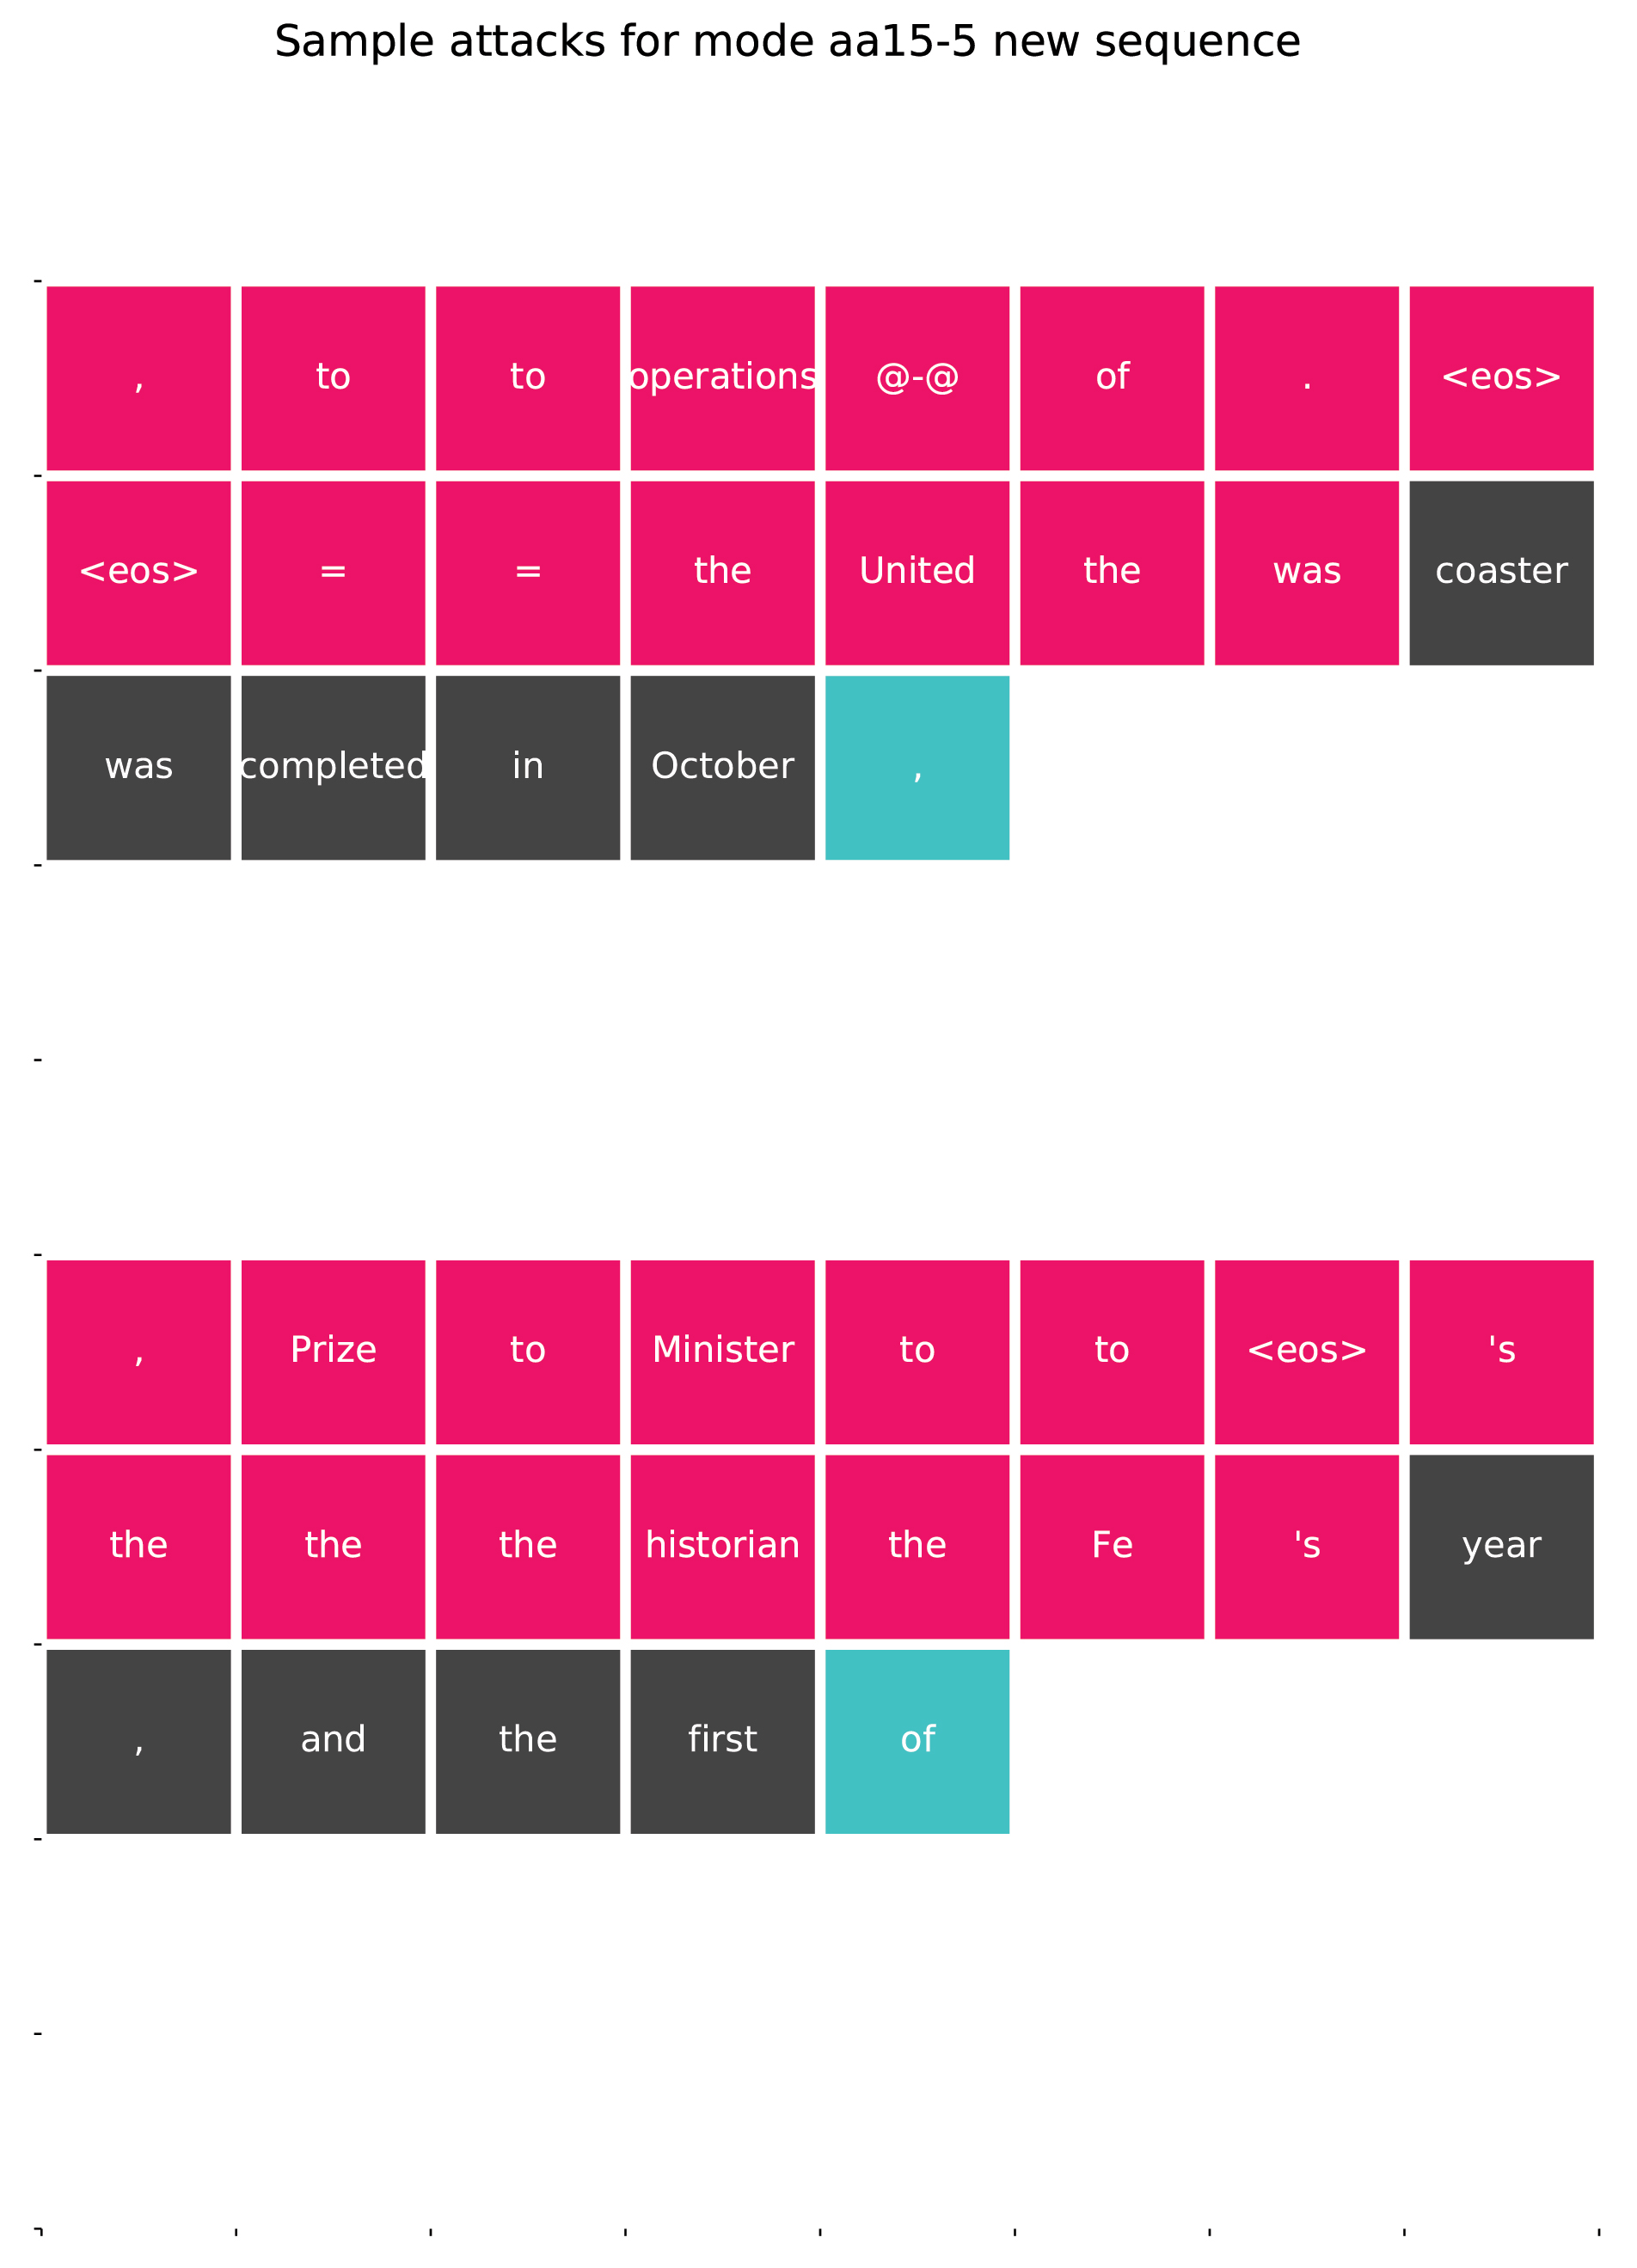 Sample attacks for mode aa15-5 new sequence
, to to operations @-@ of . <eos>
<eos> = = the United the was coaster
was completed in October ,
, Prize to Minister to to <eos> 's
the the the historian the Fe 's year
, and the first of